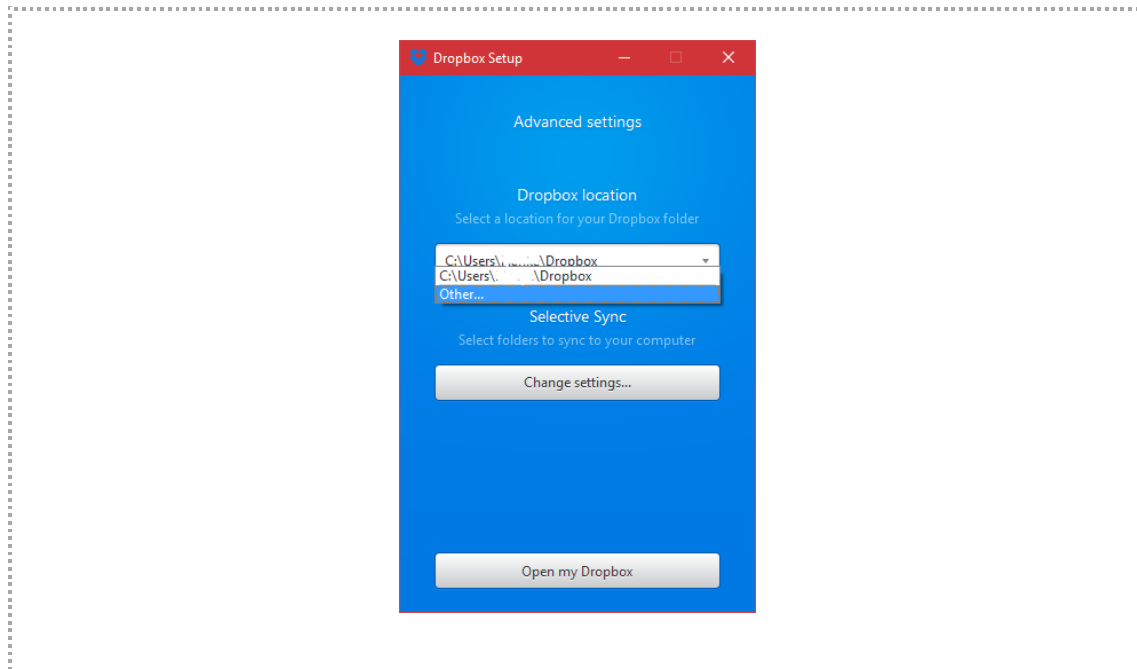 Dropbox Setup
Advanced settings
Dropbox location
Select a location for your Dropbox folder
C:\Users\ \Dropbox
C:\Users\ \Dropbox
Other...
Selective Sync
Select folders to sync to your computer
Change settings...
Open my Dropbox